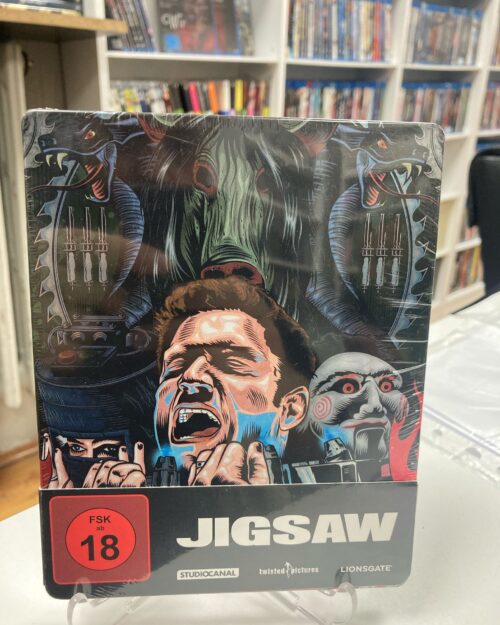 FSK
ab
18
JIGSAW
STUDIOCANAL
twisted pictures
LIONSGATE